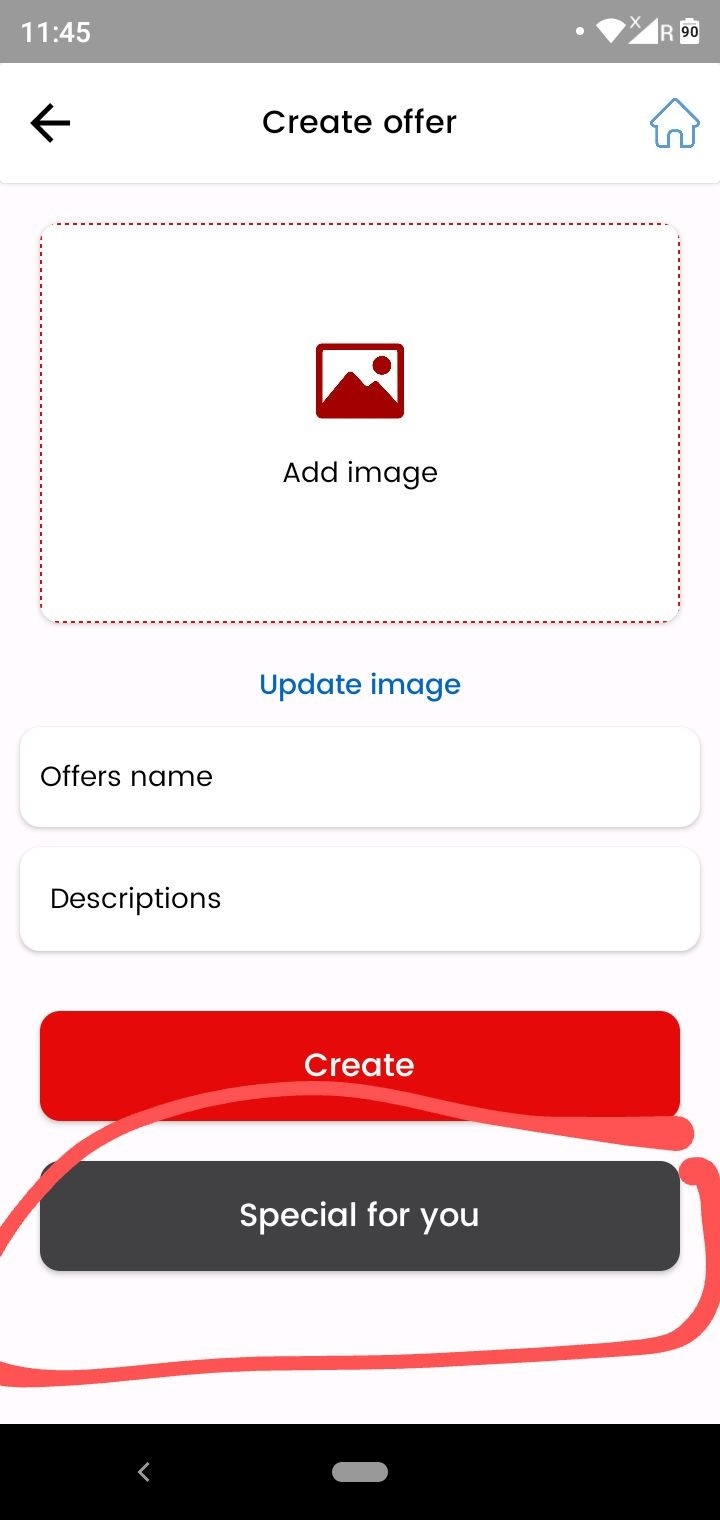 11:45
X
R
90
Create offer
Add image
Update image
Offers name
Descriptions
Create
Special for you